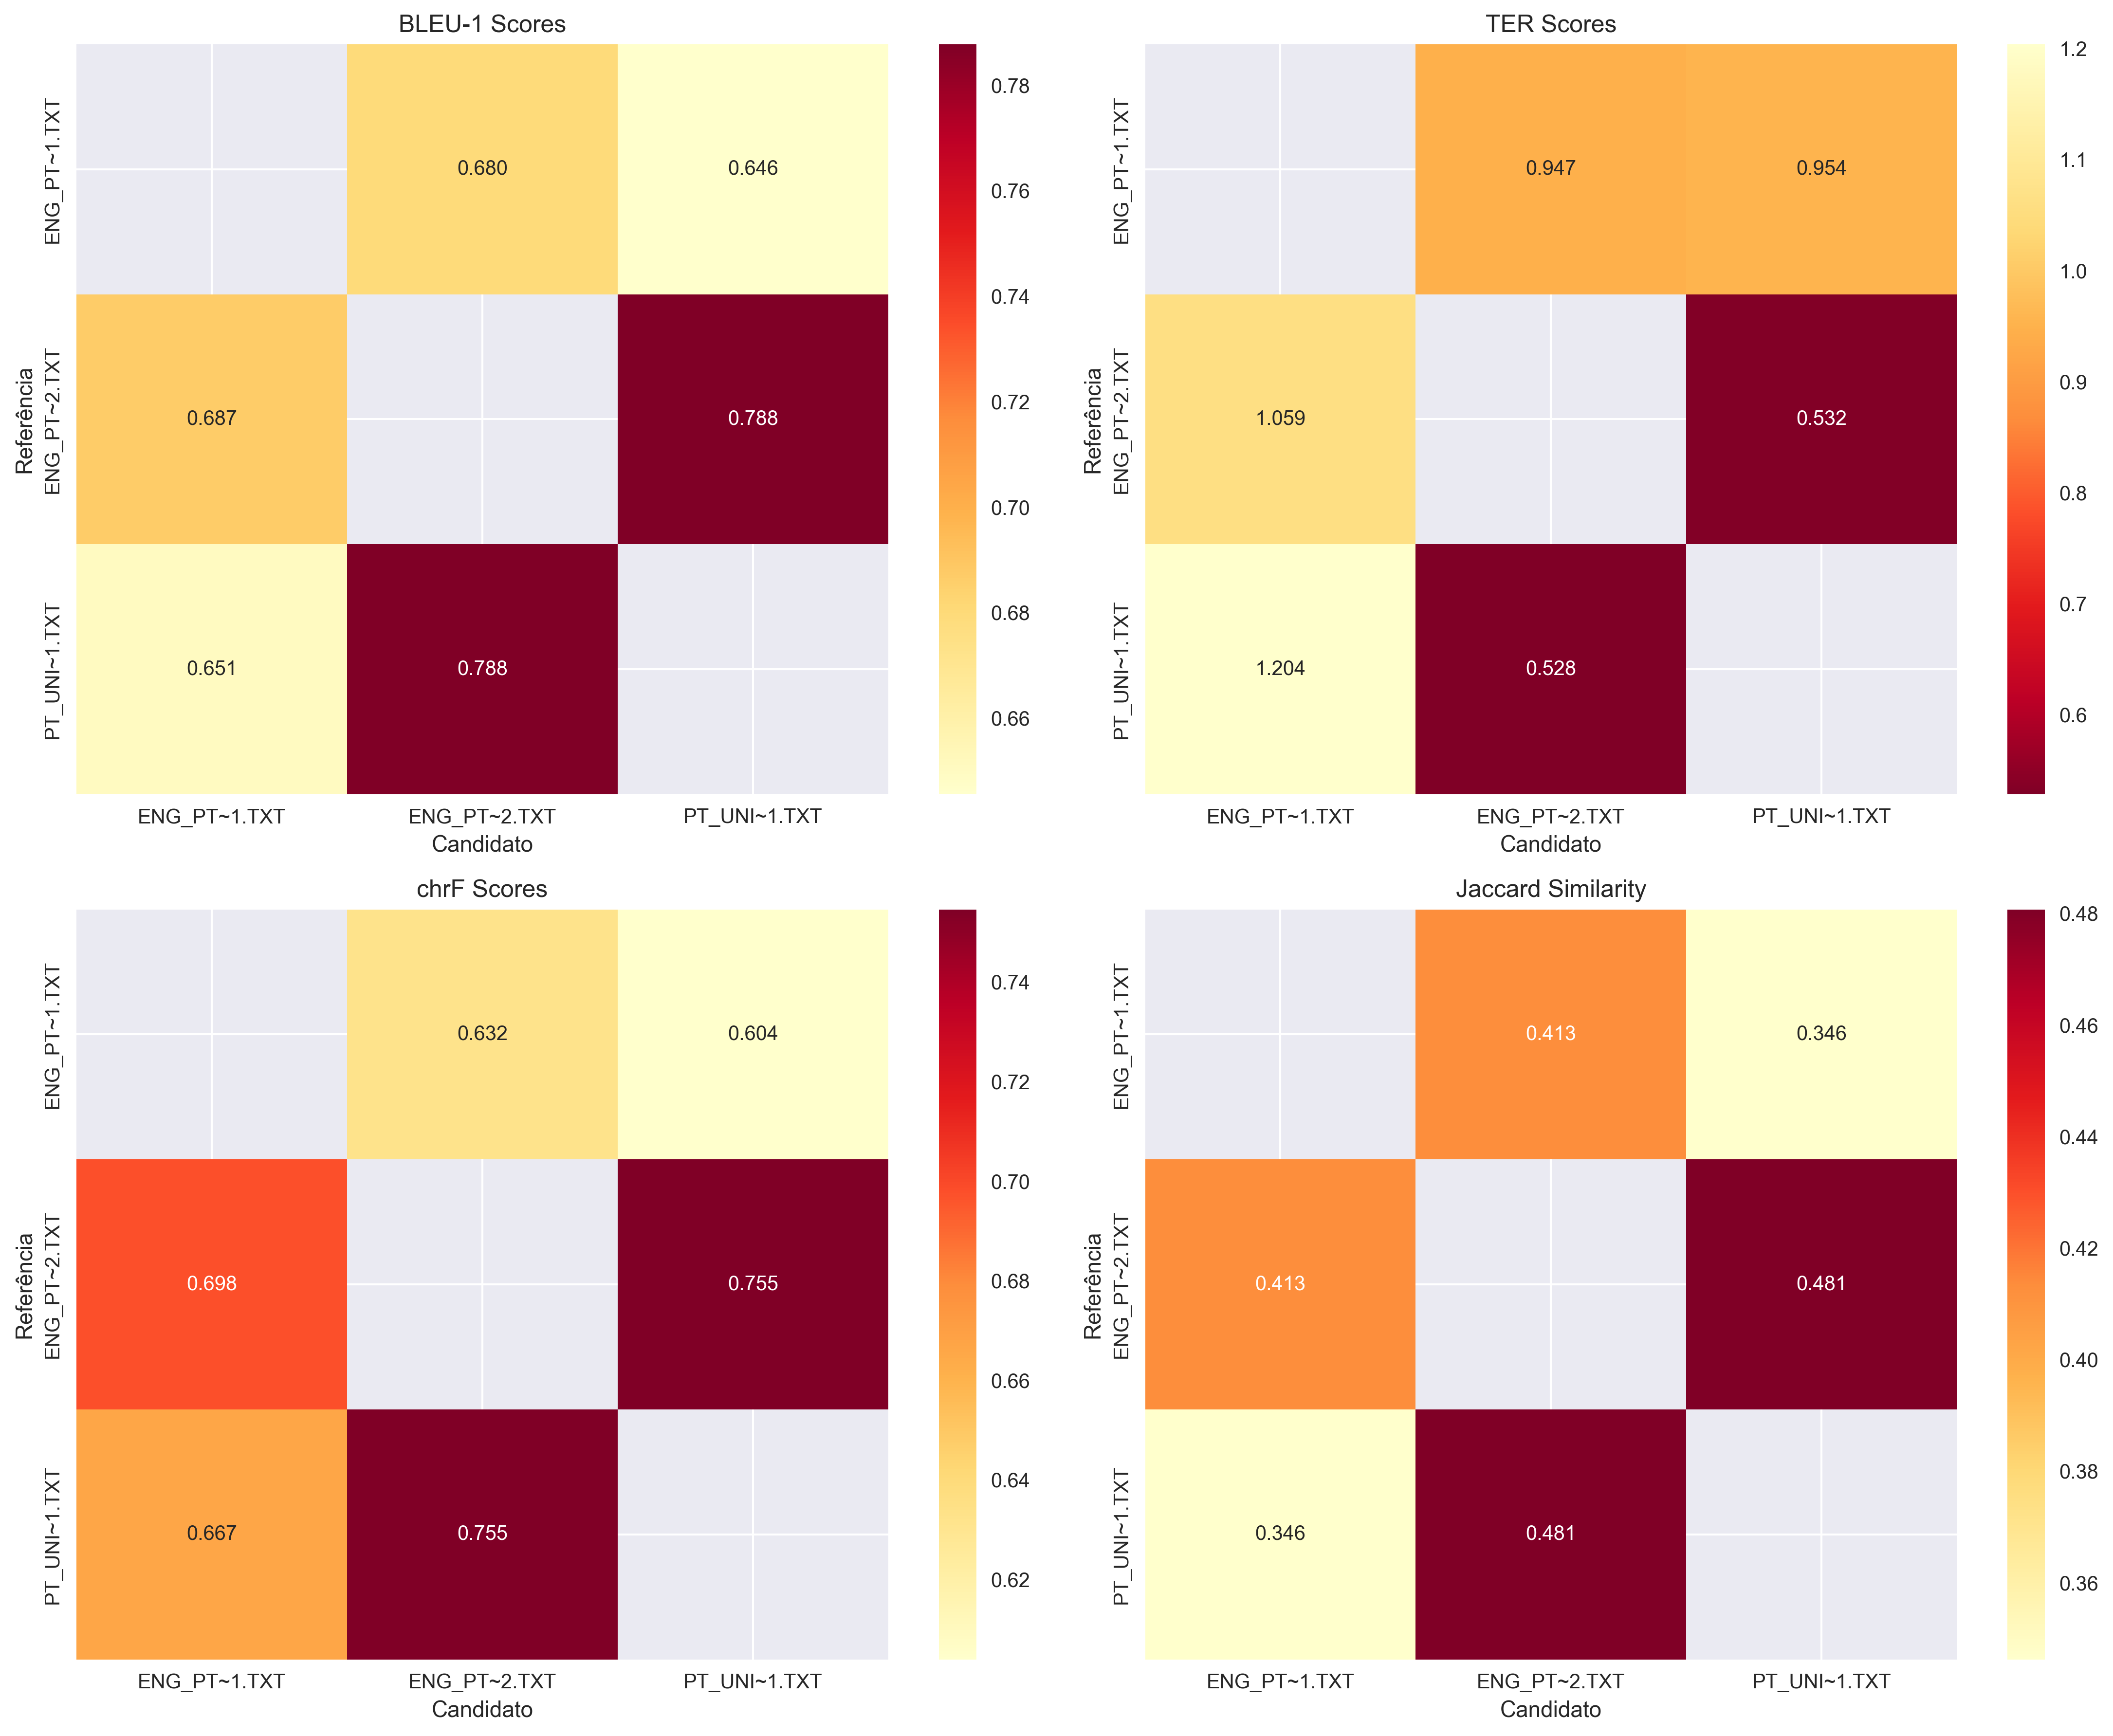 BLEU-1 Scores
ENG_PT~1.TXT
0.680
0.646
Referência
ENG_PT~2.TXT
0.687
0.788
PT_UNI~1.TXT
0.651
0.788
ENG_PT~1.TXT
ENG_PT~2.TXT
PT_UNI~1.TXT
Candidato
0.78
0.76
0.74
0.72
0.70
0.68
0.66
TER Scores
ENG_PT~1.TXT
0.947
0.954
Referência
ENG_PT~2.TXT
1.059
0.532
PT_UNI~1.TXT
1.204
0.528
ENG_PT~1.TXT
ENG_PT~2.TXT
PT_UNI~1.TXT
Candidato
1.2
1.1
1.0
0.9
0.8
0.7
0.6
chrF Scores
ENG_PT~1.TXT
0.632
0.604
Referência
ENG_PT~2.TXT
0.698
0.755
PT_UNI~1.TXT
0.667
0.755
ENG_PT~1.TXT
ENG_PT~2.TXT
PT_UNI~1.TXT
Candidato
0.74
0.72
0.70
0.68
0.66
0.64
0.62
Jaccard Similarity
ENG_PT~1.TXT
0.413
0.346
Referência
ENG_PT~2.TXT
0.413
0.481
PT_UNI~1.TXT
0.346
0.481
ENG_PT~1.TXT
ENG_PT~2.TXT
PT_UNI~1.TXT
Candidato
0.48
0.46
0.44
0.42
0.40
0.38
0.36